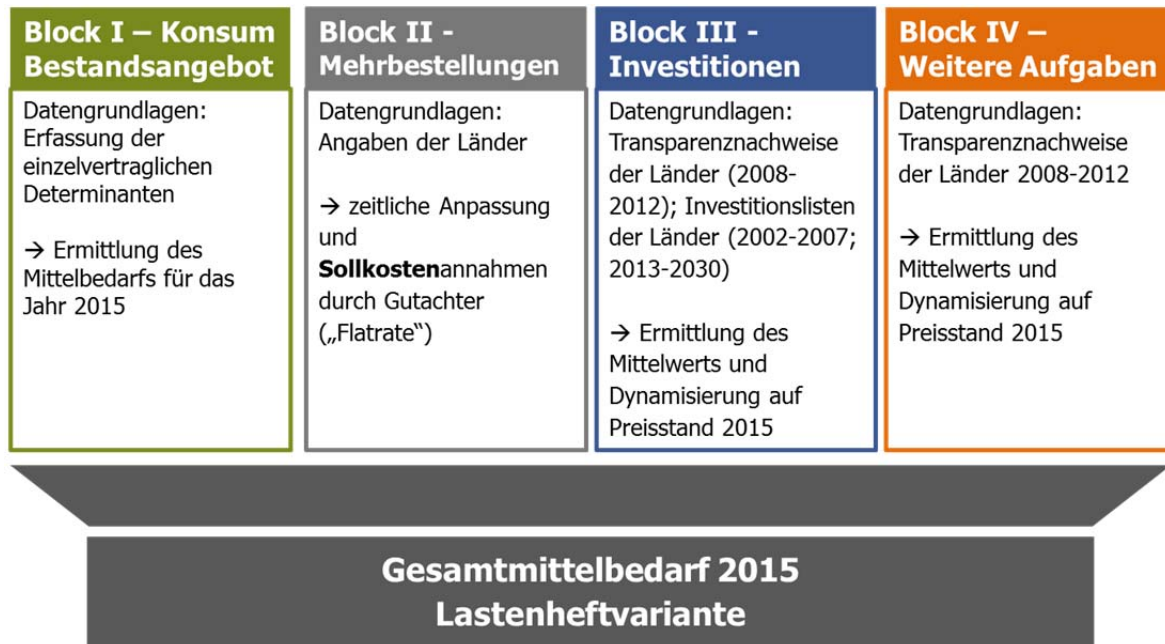 Block I – Konsum
Bestandsangebot
Datengrundlagen:
Erfassung der
einzelvertraglichen
Determinanten
→ Ermittlung des
Mittelbedarfs für das
Jahr 2015
Block II -
Mehrbestellungen
Datengrundlagen:
Angaben der Länder
→ zeitliche Anpassung
und
Sollkostenannahmen
durch Gutachter
(„Flatrate“)
Block III -
Investitionen
Datengrundlagen:
Transparenznachweise
der Länder (2008-
2012); Investitionslisten
der Länder (2002-2007;
2013-2030)
→ Ermittlung des
Mittelwerts und
Dynamisierung auf
Preisstand 2015
Block IV –
Weitere Aufgaben
Datengrundlagen:
Transparenznachweise
der Länder 2008-2012
→ Ermittlung des
Mittelwerts und
Dynamisierung auf
Preisstand 2015
Gesamtmittelbedarf 2015
Lastenheftvariante